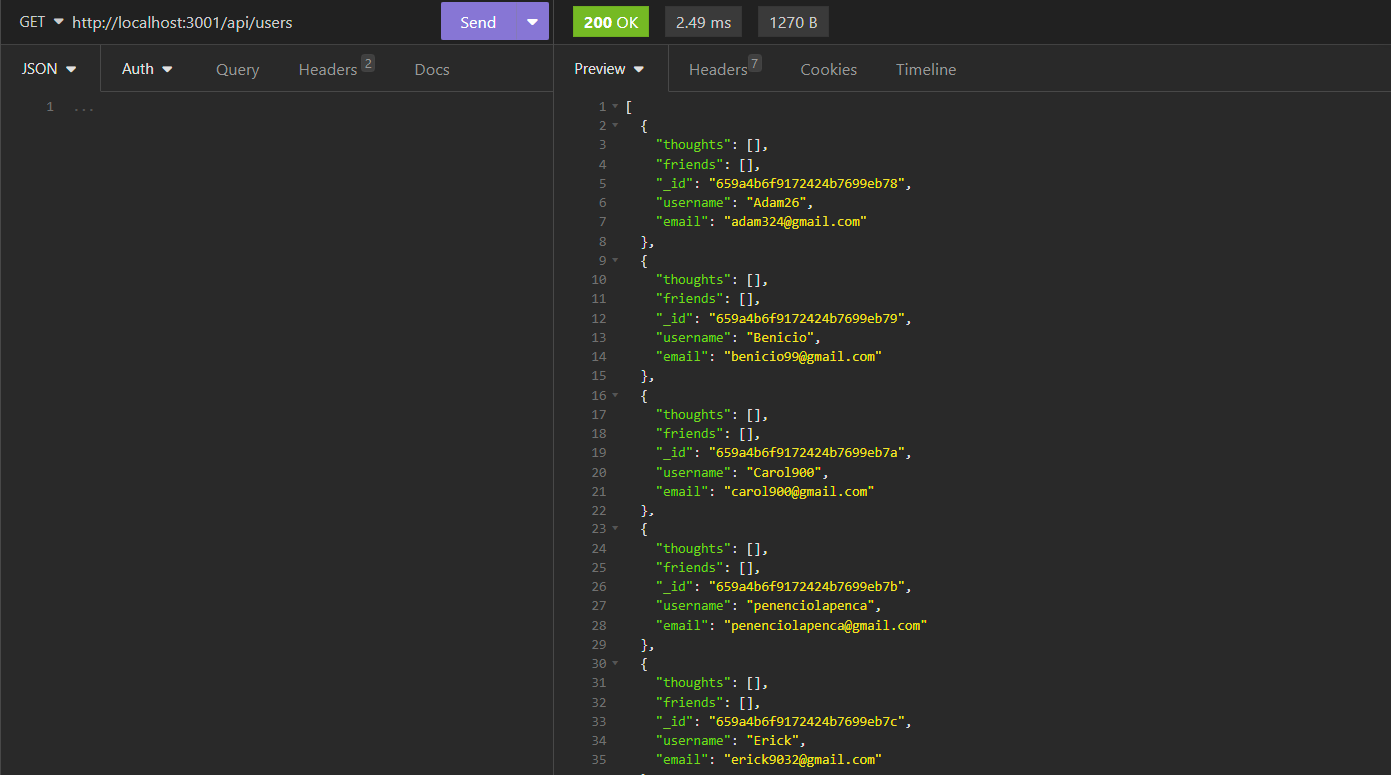 GET http://localhost:3001/api/users Send 200 OK 2.49 ms 1270 B
JSON Auth Query Headers 2 Docs Preview Headers 7 Cookies Timeline
1 ...
1 [
2 {
3 "thoughts": [],
4 "friends": [],
5 "_id": "659a4b6f9172424b7699eb78",
6 "username": "Adam26",
7 "email": "adam324@gmail.com"
8 },
9 {
10 "thoughts": [],
11 "friends": [],
12 "_id": "659a4b6f9172424b7699eb79",
13 "username": "Benicio",
14 "email": "benicio99@gmail.com"
15 },
16 {
17 "thoughts": [],
18 "friends": [],
19 "_id": "659a4b6f9172424b7699eb7a",
20 "username": "Carol900",
21 "email": "carol900@gmail.com"
22 },
23 {
24 "thoughts": [],
25 "friends": [],
26 "_id": "659a4b6f9172424b7699eb7b",
27 "username": "penenciolapenca",
28 "email": "penenciolapenca@gmail.com"
29 },
30 {
31 "thoughts": [],
32 "friends": [],
33 "_id": "659a4b6f9172424b7699eb7c",
34 "username": "Erick",
35 "email": "erick9032@gmail.com"